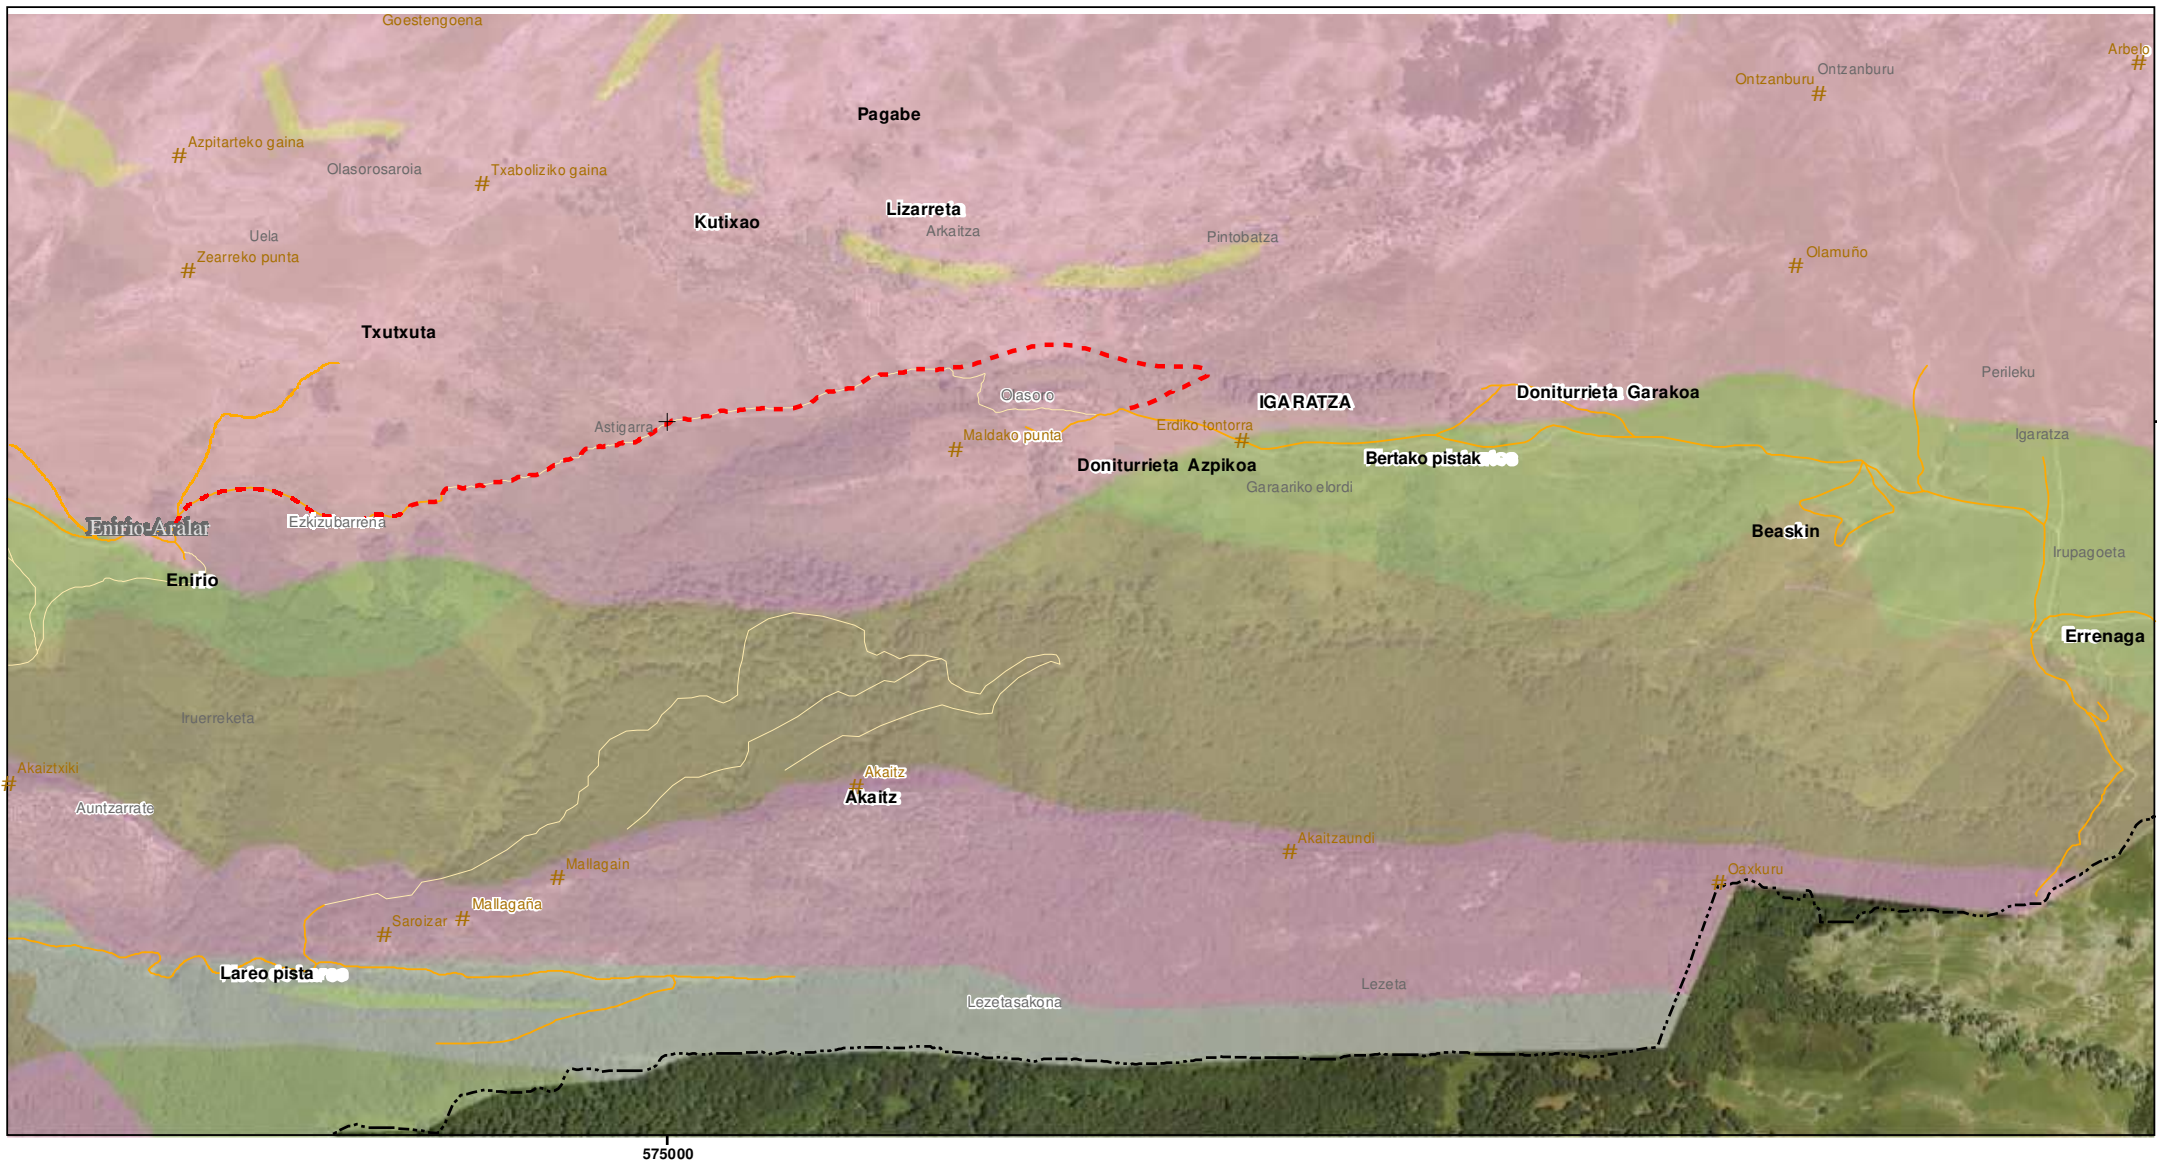 Goestengoena
Arbelo
Ontzanburu
Ontzanburu
Pagabe
Azpitarteko gaina
Olasorosaroia
Txaboliziko gaina
Lizarreta
Kutixao
Arkaitza
Uela
Pintobatza
Zearreko punta
Olamuño
Txutxuta
Perileku
Olasoro
IGARATZA
Doniturrieta Garakoa
Astigarra
Maldako punta
Erdiko tontorra
Igaratza
Doniturrieta Azpikoa
Bertako pistak
Garaariko elordi
Enirio-Aralar
Ezkizubarrena
Beaskin
Irupagoeta
Enirio
Errenaga
Iruerreketa
Akaiztxiki
Akaitz
Akaitz
Auntzarrate
Akaitzaundi
Mallagain
Oaxkuru
Mallagaña
Saroizar
Lareo pista
Lezeta
Lezetasakona
575000